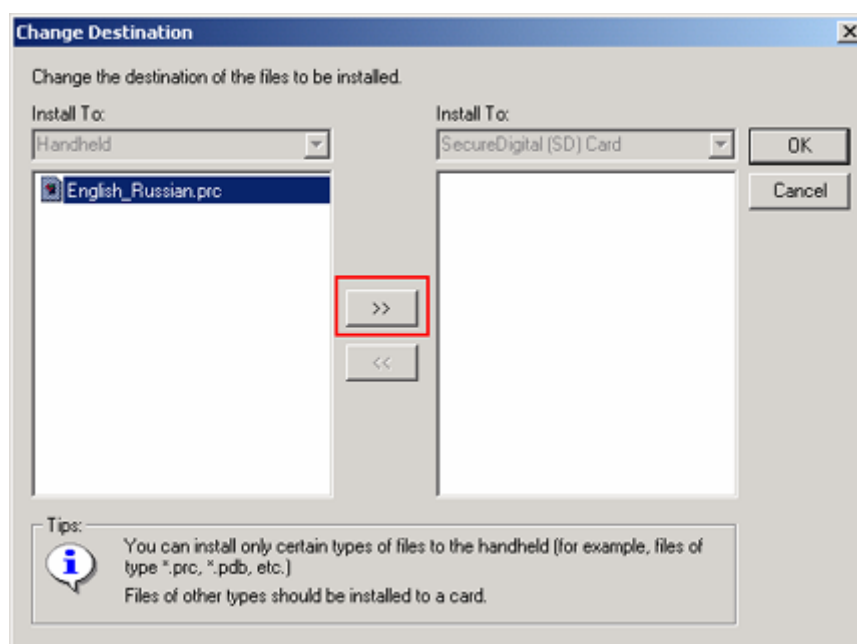 Change Destination
Change the destination of the files to be installed.
Install To:
Install To:
Handheld
SecureDigital (SD) Card
OK
English_Russian.prc
Cancel
>>
<<
Tips:
You can install only certain types of files to the handheld (for example, files of
type *.prc, *.pdb, etc.)
Files of other types should be installed to a card.